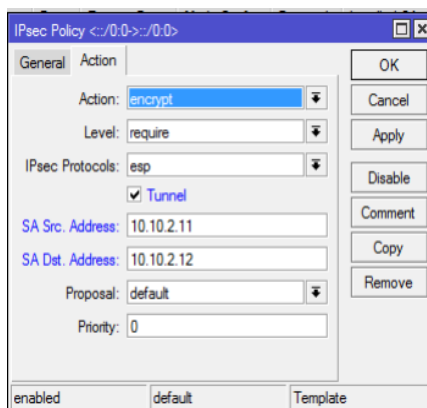 IPsec Policy <::/0:0->::/0:0>
General Action
Action: encrypt
Level: require
IPsec Protocols: esp
Tunnel
SA Src. Address: 10.10.2.11
SA Dst. Address: 10.10.2.12
Proposal: default
Priority: 0
OK
Cancel
Apply
Disable
Comment
Copy
Remove
enabled default Template